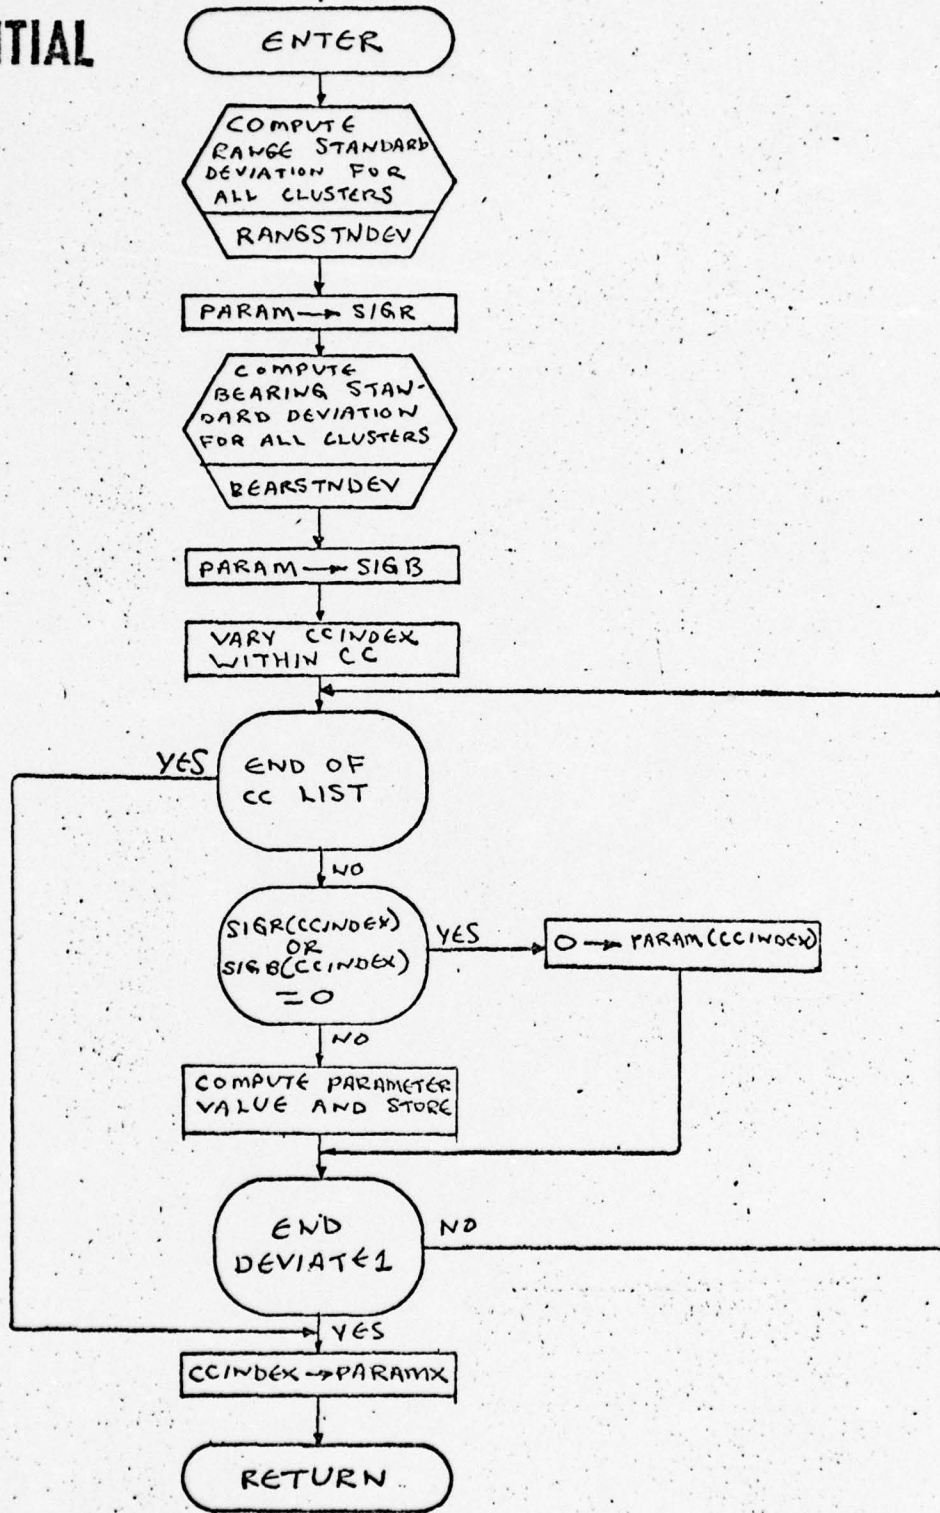 NTIAL
ENTER
COMPUTE
RANGE STANDARD
DEVIATION FOR
ALL CLUSTERS
RANGSTNDEV
PARAM → SIGR
COMPUTE
BEARING STAN-
DARD DEVIATION
FOR ALL CLUSTERS
BEARSTNDEV
PARAM → SIGB
VARY CCINDEX
WITHIN CC
YES
END OF
CC LIST
NO
SIGR(CCINDEX)
OR
SIGB(CCINDEX)
= 0
YES
0 → PARAM(CCINDEX)
NO
COMPUTE PARAMETER
VALUE AND STORE
END
DEVIATE1
NO
YES
CCINDEX → PARAMX
RETURN